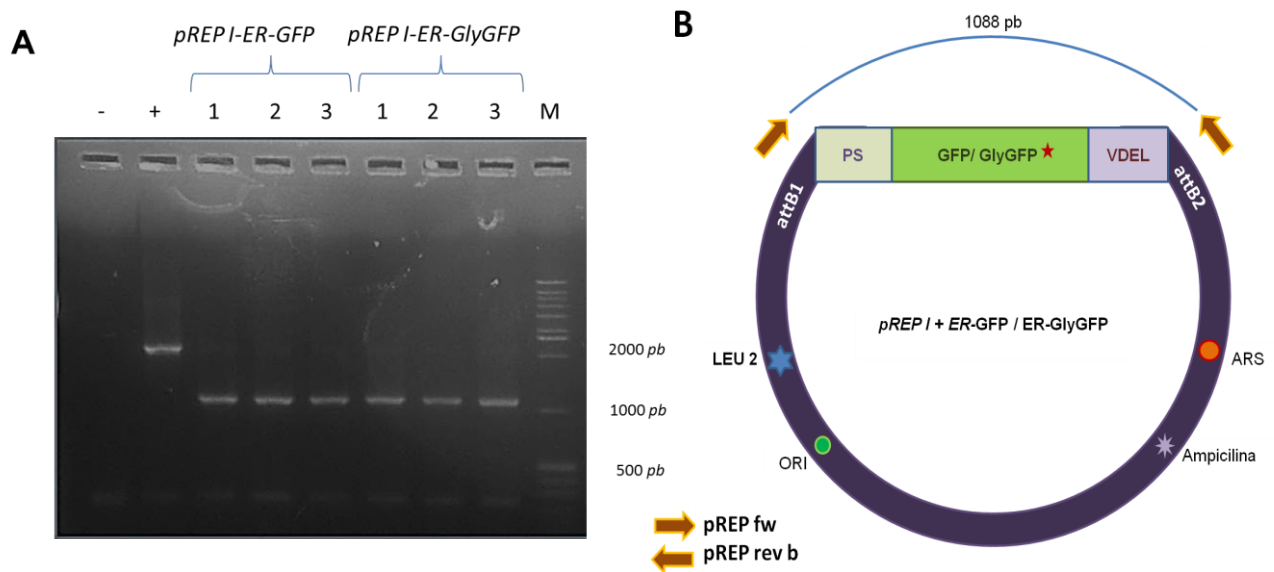 A
pREP I-ER-GFP pREP I-ER-GlyGFP
- + 1 2 3 1 2 3 M
2000 pb
1000 pb
500 pb
B
1088 pb
PS GFP/ GlyGFP VDEL
attB1 attB2
pREP I + ER-GFP / ER-GlyGFP
LEU 2 ARS
ORI Ampicilina
pREP fw
pREP rev b